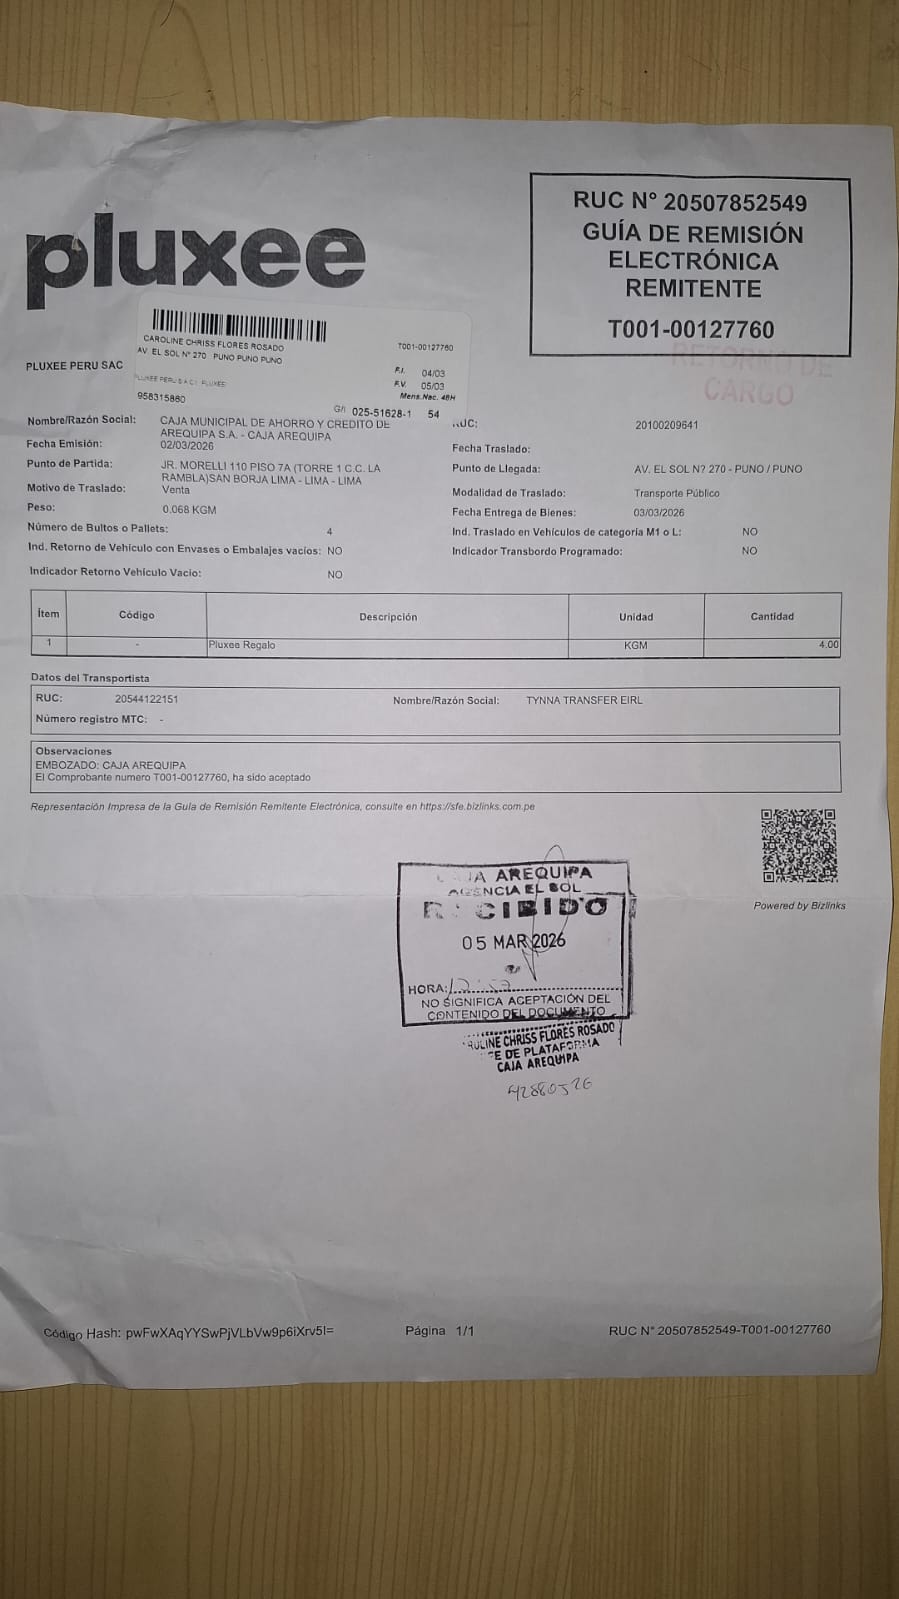 pluxee
RUC N° 20507852549
GUÍA DE REMISIÓN
ELECTRÓNICA
REMITENTE
T001-00127760
RETORNO DE
CARGO
PLUXEE PERU SAC
CAROLINE CHRISS FLORES ROSADO
AV. EL SOL N° 270 PUNO PUNO PUNO
T001-00127760
PLUXEE PERU S.A.C. PLUXEE
F.I. 04/03
F.V. 05/03
958315860
Mens.Nac. 48H
G/r 025-51628-1 54
Nombre/Razón Social: CAJA MUNICIPAL DE AHORRO Y CREDITO DE AREQUIPA S.A. - CAJA AREQUIPA
RUC: 20100209641
Fecha Emisión: 02/03/2026
Fecha Traslado:
Punto de Partida: JR. MORELLI 110 PISO 7A (TORRE 1 C.C. LA RAMBLA)SAN BORJA LIMA - LIMA - LIMA
Punto de Llegada: AV. EL SOL N? 270 - PUNO / PUNO
Motivo de Traslado: Venta
Modalidad de Traslado: Transporte Público
Peso: 0.068 KGM
Fecha Entrega de Bienes: 03/03/2026
Número de Bultos o Pallets: 4
Ind. Traslado en Vehículos de categoría M1 o L: NO
Ind. Retorno de Vehículo con Envases o Embalajes vacíos: NO
Indicador Transbordo Programado: NO
Indicador Retorno Vehículo Vacio: NO
Ítem Código Descripción Unidad Cantidad
1 - Pluxee Regalo KGM 4.00
Datos del Transportista
RUC: 20544122151 Nombre/Razón Social: TYNNA TRANSFER EIRL
Número registro MTC: -
Observaciones
EMBOZADO: CAJA AREQUIPA
El Comprobante numero T001-00127760, ha sido aceptado
Representación Impresa de la Guía de Remisión Remitente Electrónica, consulte en https://sfe.bizlinks.com.pe
Powered by Bizlinks
AREQUIPA
AGENCIA EL SOL
RECIBIDO
05 MAR 2026
HORA:
NO SIGNIFICA ACEPTACIÓN DEL
CONTENIDO DEL DOCUMENTO
CHRISS FLORES ROSADO
DE PLATAFORMA
CAJA AREQUIPA
Código Hash: pwFwXAqYYSwPjVLbVw9p6iXrv5I=
Página 1/1
RUC N° 20507852549-T001-00127760